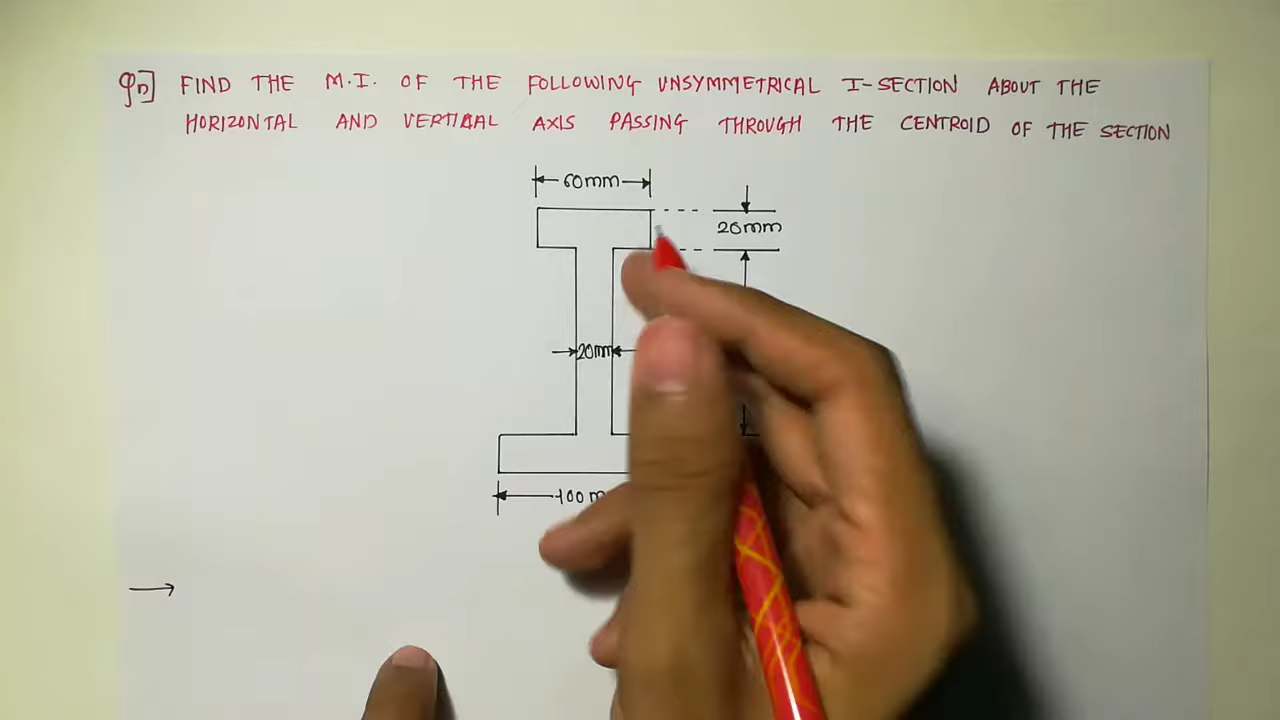 Qn] FIND THE M.I. OF THE FOLLOWING UNSYMMETRICAL I-SECTION ABOUT THE
HORIZONTAL AND VERTICAL AXIS PASSING THROUGH THE CENTROID OF THE SECTION
60mm
20mm
20mm
100 m